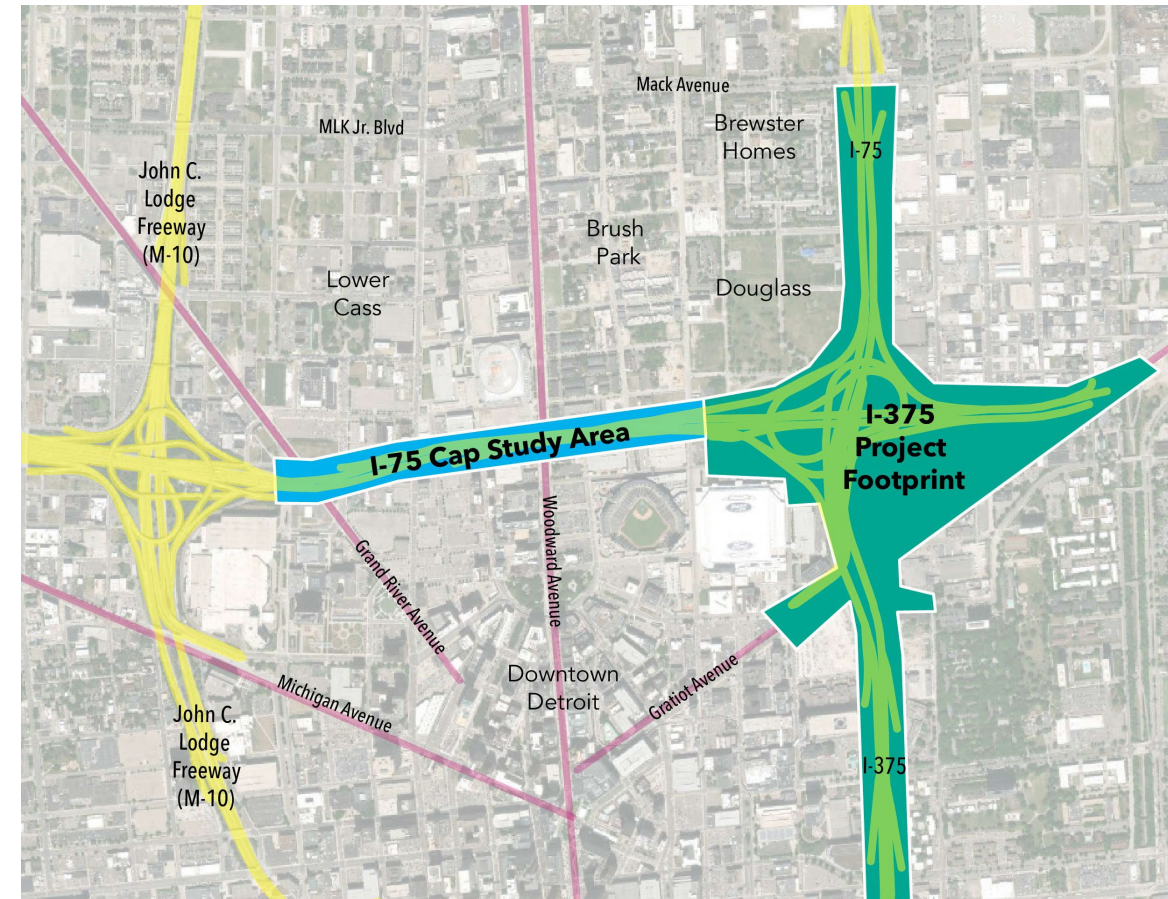 Mack Avenue
MLK Jr. Blvd
Brewster
Homes
I-75
John C.
Lodge
Freeway
(M-10)
Brush
Park
Lower
Cass
Douglass
I-75 Cap Study Area
I-375
Project
Footprint
Woodward Avenue
Grand River Avenue
Downtown
Detroit
Gratiot Avenue
Michigan Avenue
John C.
Lodge
Freeway
(M-10)
I-375